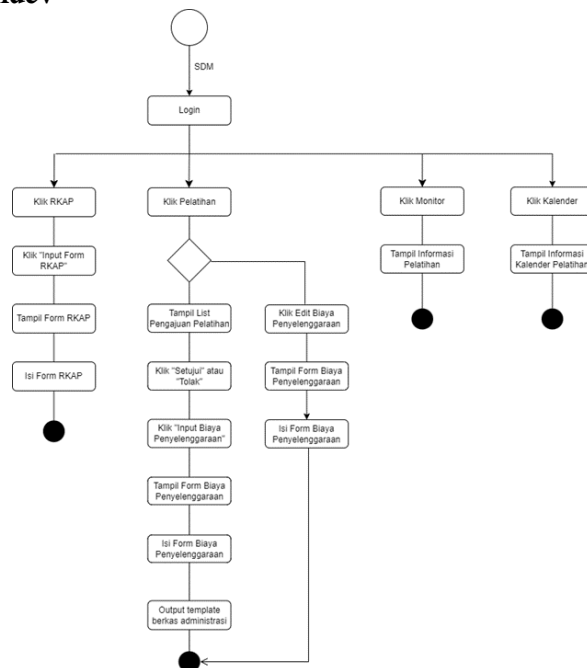 SDM
Login
Klik RKAP
Klik Pelatihan
Klik Monitor
Klik Kalender
Klik "Input Form
RKAP"
Tampil Informasi
Pelatihan
Tampil Informasi
Kalender Pelatihan
Tampil Form RKAP
Tampil List
Pengajuan Pelatihan
Klik Edit Biaya
Penyelenggaraan
Isi Form RKAP
Klik "Setujui" atau
"Tolak"
Tampil Form Biaya
Penyelenggaraan
Klik "Input Biaya
Penyelenggaraan"
Isi Form Biaya
Penyelenggaraan
Tampil Form Biaya
Penyelenggaraan
Isi Form Biaya
Penyelenggaraan
Output template
berkas administrasi